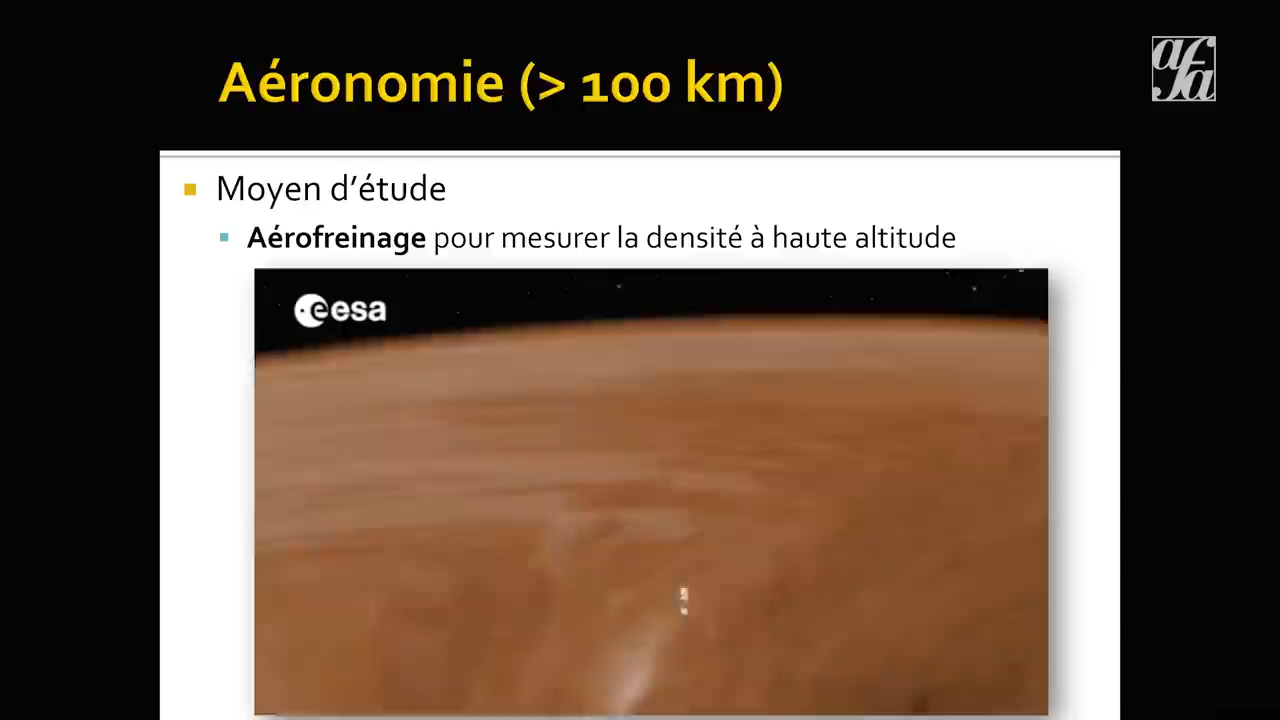 Aéronomie (> 100 km)
afa
Moyen d'étude
Aérofreinage pour mesurer la densité à haute altitude
esa